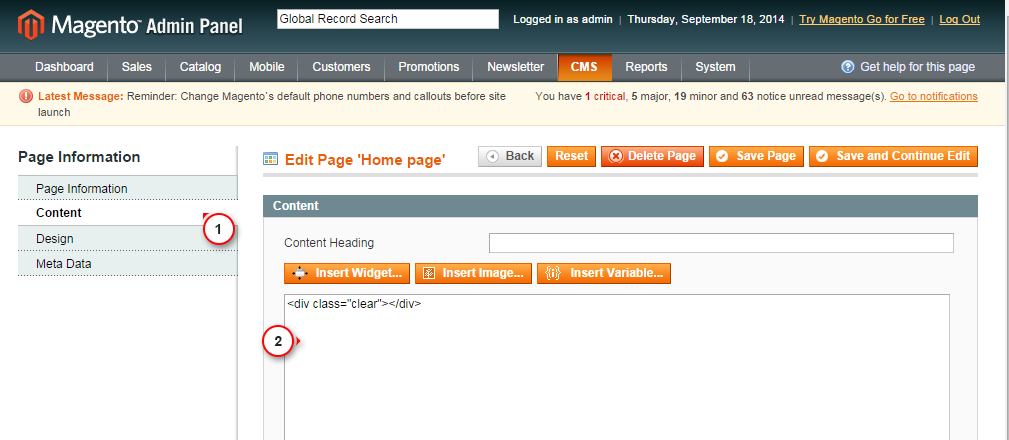 Magento™ Admin Panel
Global Record Search
Logged in as admin | Thursday, September 18, 2014 | Try Magento Go for Free | Log Out
Dashboard Sales Catalog Mobile Customers Promotions Newsletter CMS Reports System Get help for this page
Latest Message: Reminder: Change Magento`s default phone numbers and callouts before site
launch
You have 1 critical, 5 major, 19 minor and 63 notice unread message(s). Go to notifications
Page Information
Page Information
Content
1
Design
Meta Data
Edit Page 'Home page'
Back Reset Delete Page Save Page Save and Continue Edit
Content
Content Heading
Insert Widget... Insert Image... Insert Variable...
<div class="clear"></div>
2